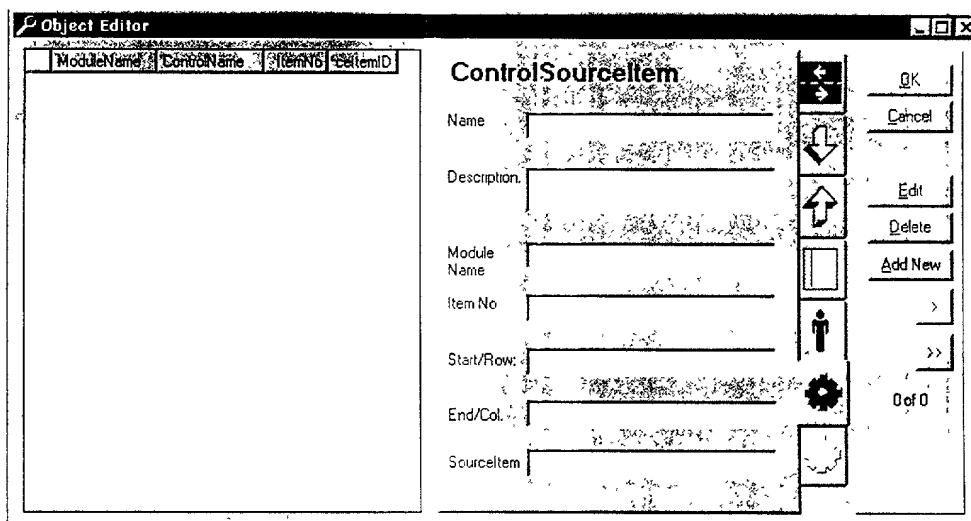 Object Editor
ModuleName ControlName ItemNo
ControlSourceItem
Name
Description.
Module
Name
Item No
Start/Row:
End/Col.
SourceItem
OK
Cancel
Edit
Delete
Add New
>
>>
0 of 0